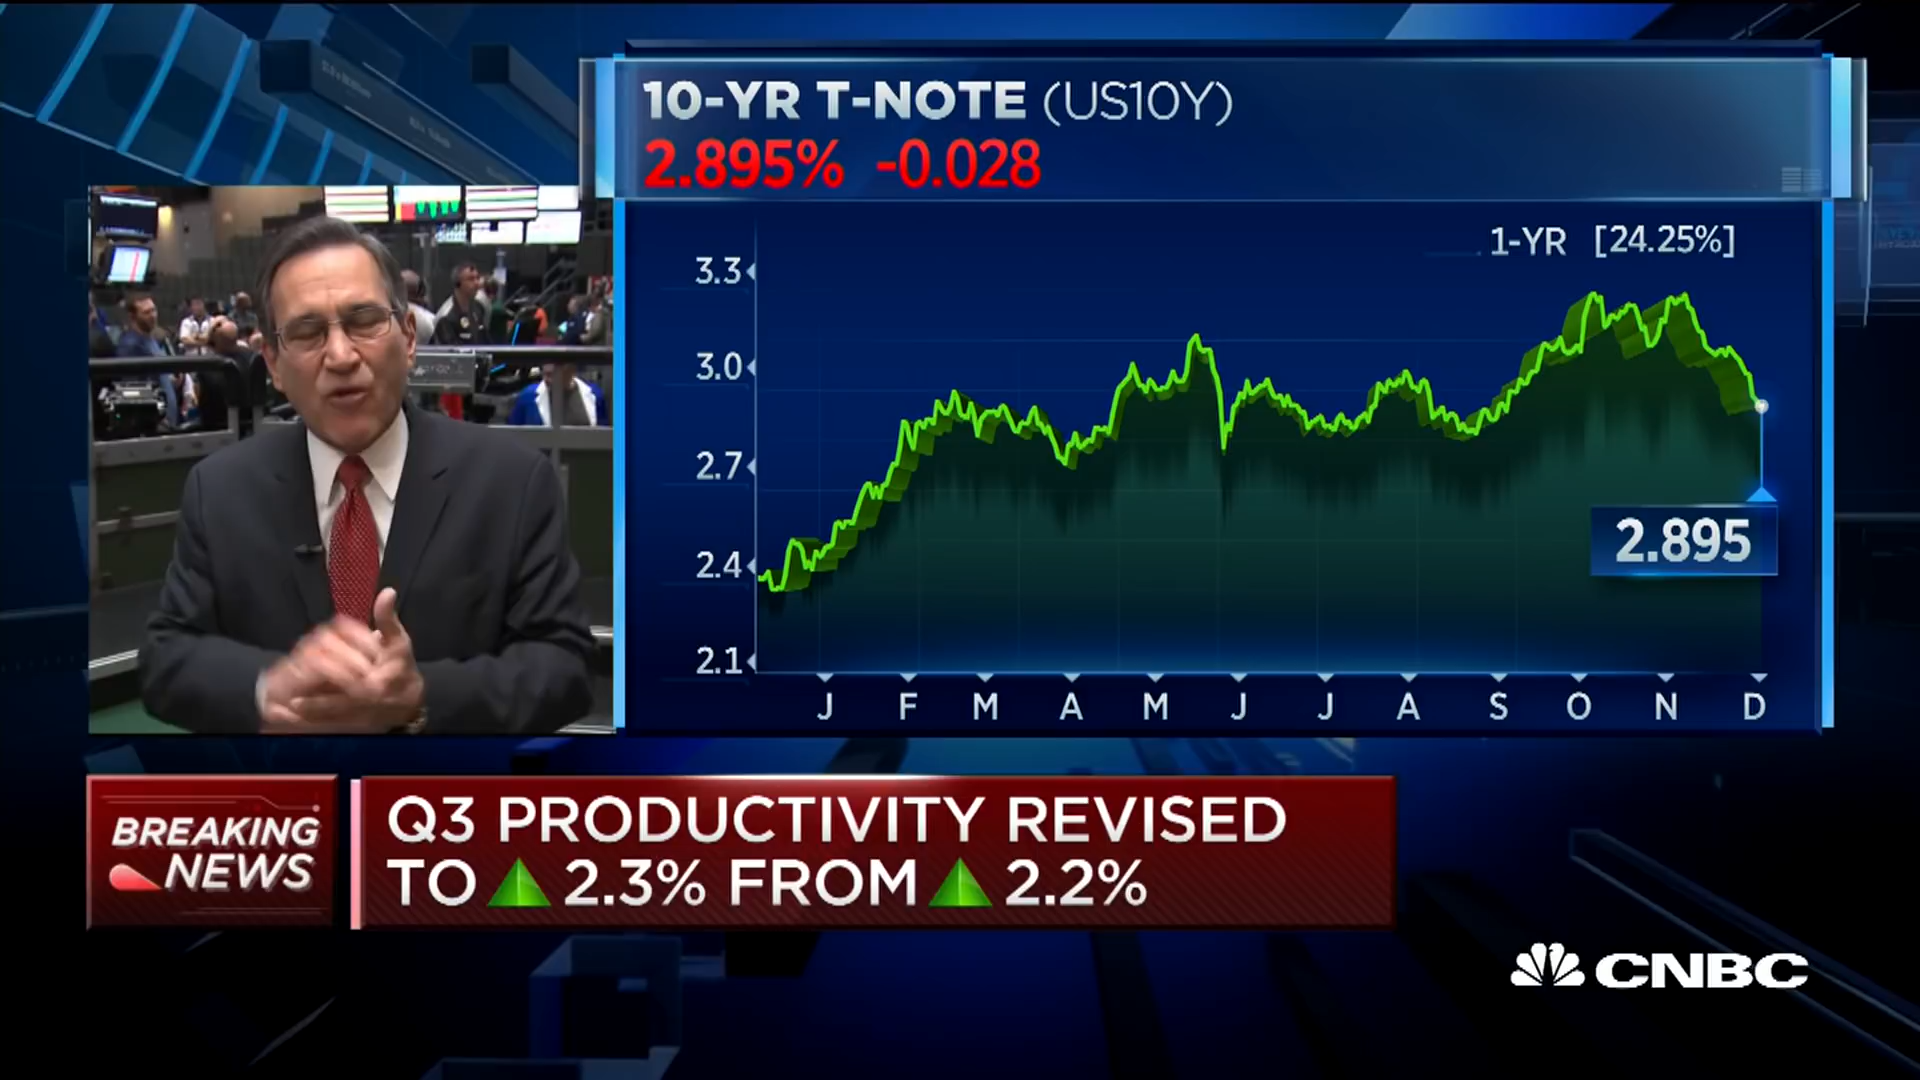 10-YR T-NOTE (US10Y)
2.895% -0.028
1-YR [24.25%]
3.3
3.0
2.7
2.4
2.1
2.895
J F M A M J J A S O N D
BREAKING
NEWS
Q3 PRODUCTIVITY REVISED
TO ▲ 2.3% FROM ▲ 2.2%
CNBC